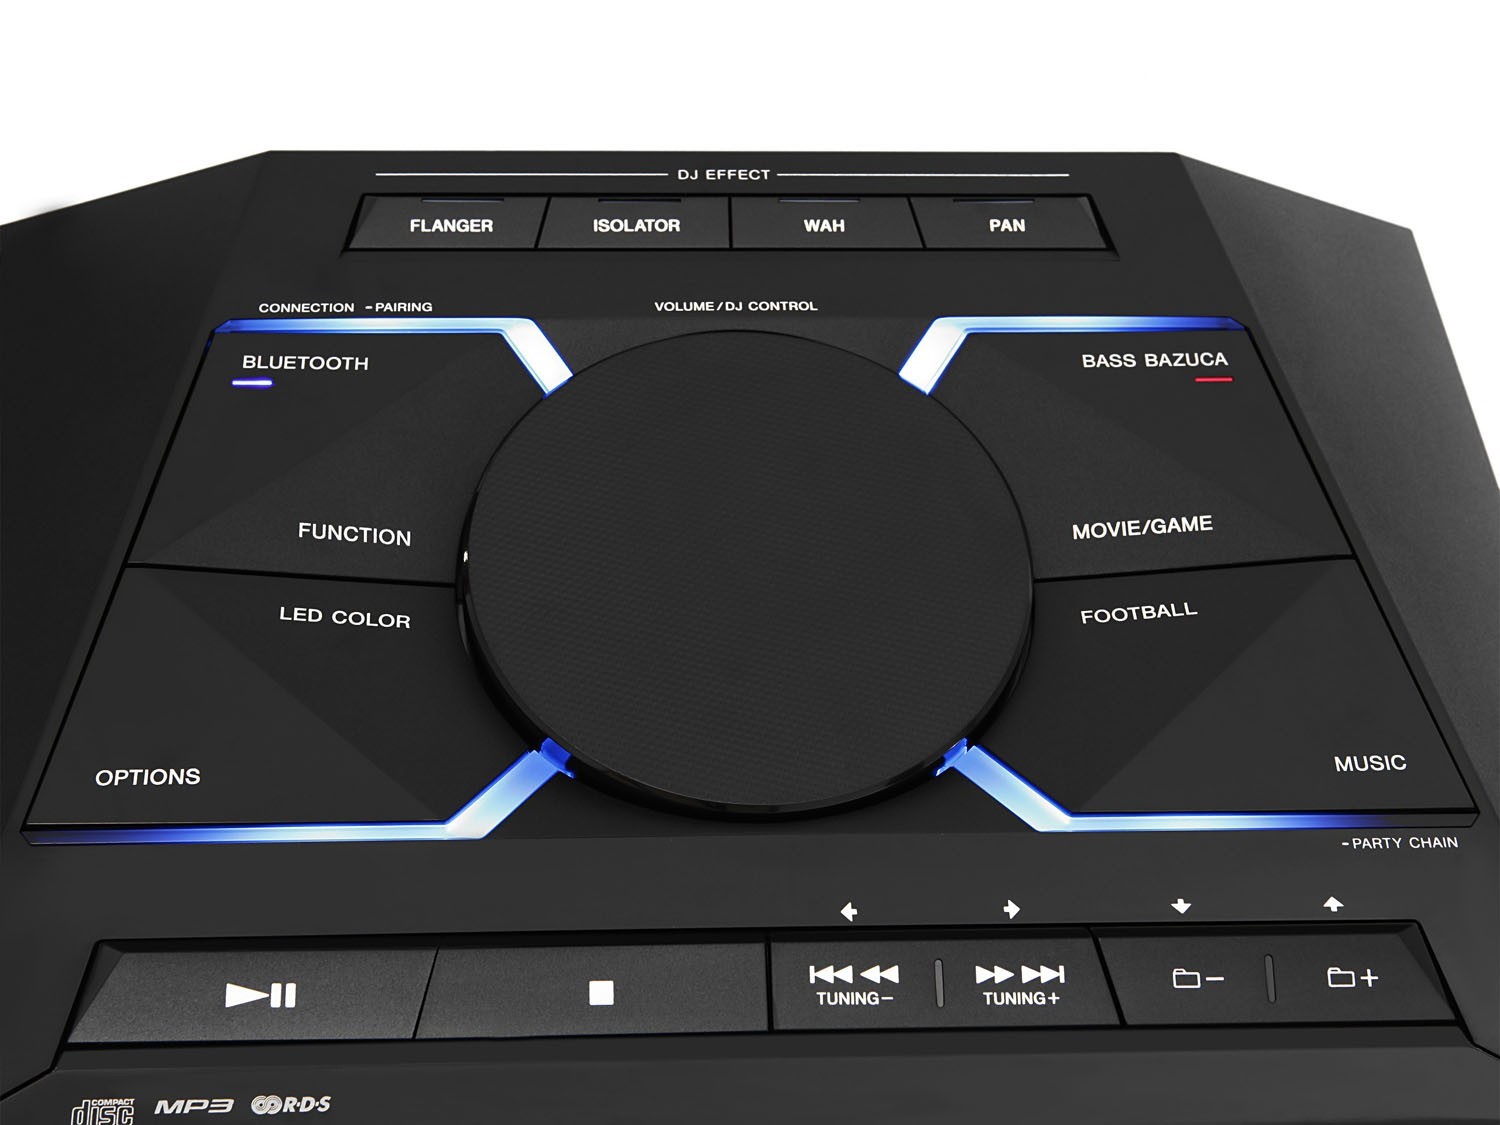 DJ EFFECT
FLANGER ISOLATOR WAH PAN
CONNECTION -PAIRING VOLUME/DJ CONTROL
BLUETOOTH BASS BAZUCA
FUNCTION MOVIE/GAME
LED COLOR FOOTBALL
OPTIONS MUSIC
-PARTY CHAIN
TUNING- TUNING+ - +
COMPACT
disc MP3 R·D·S